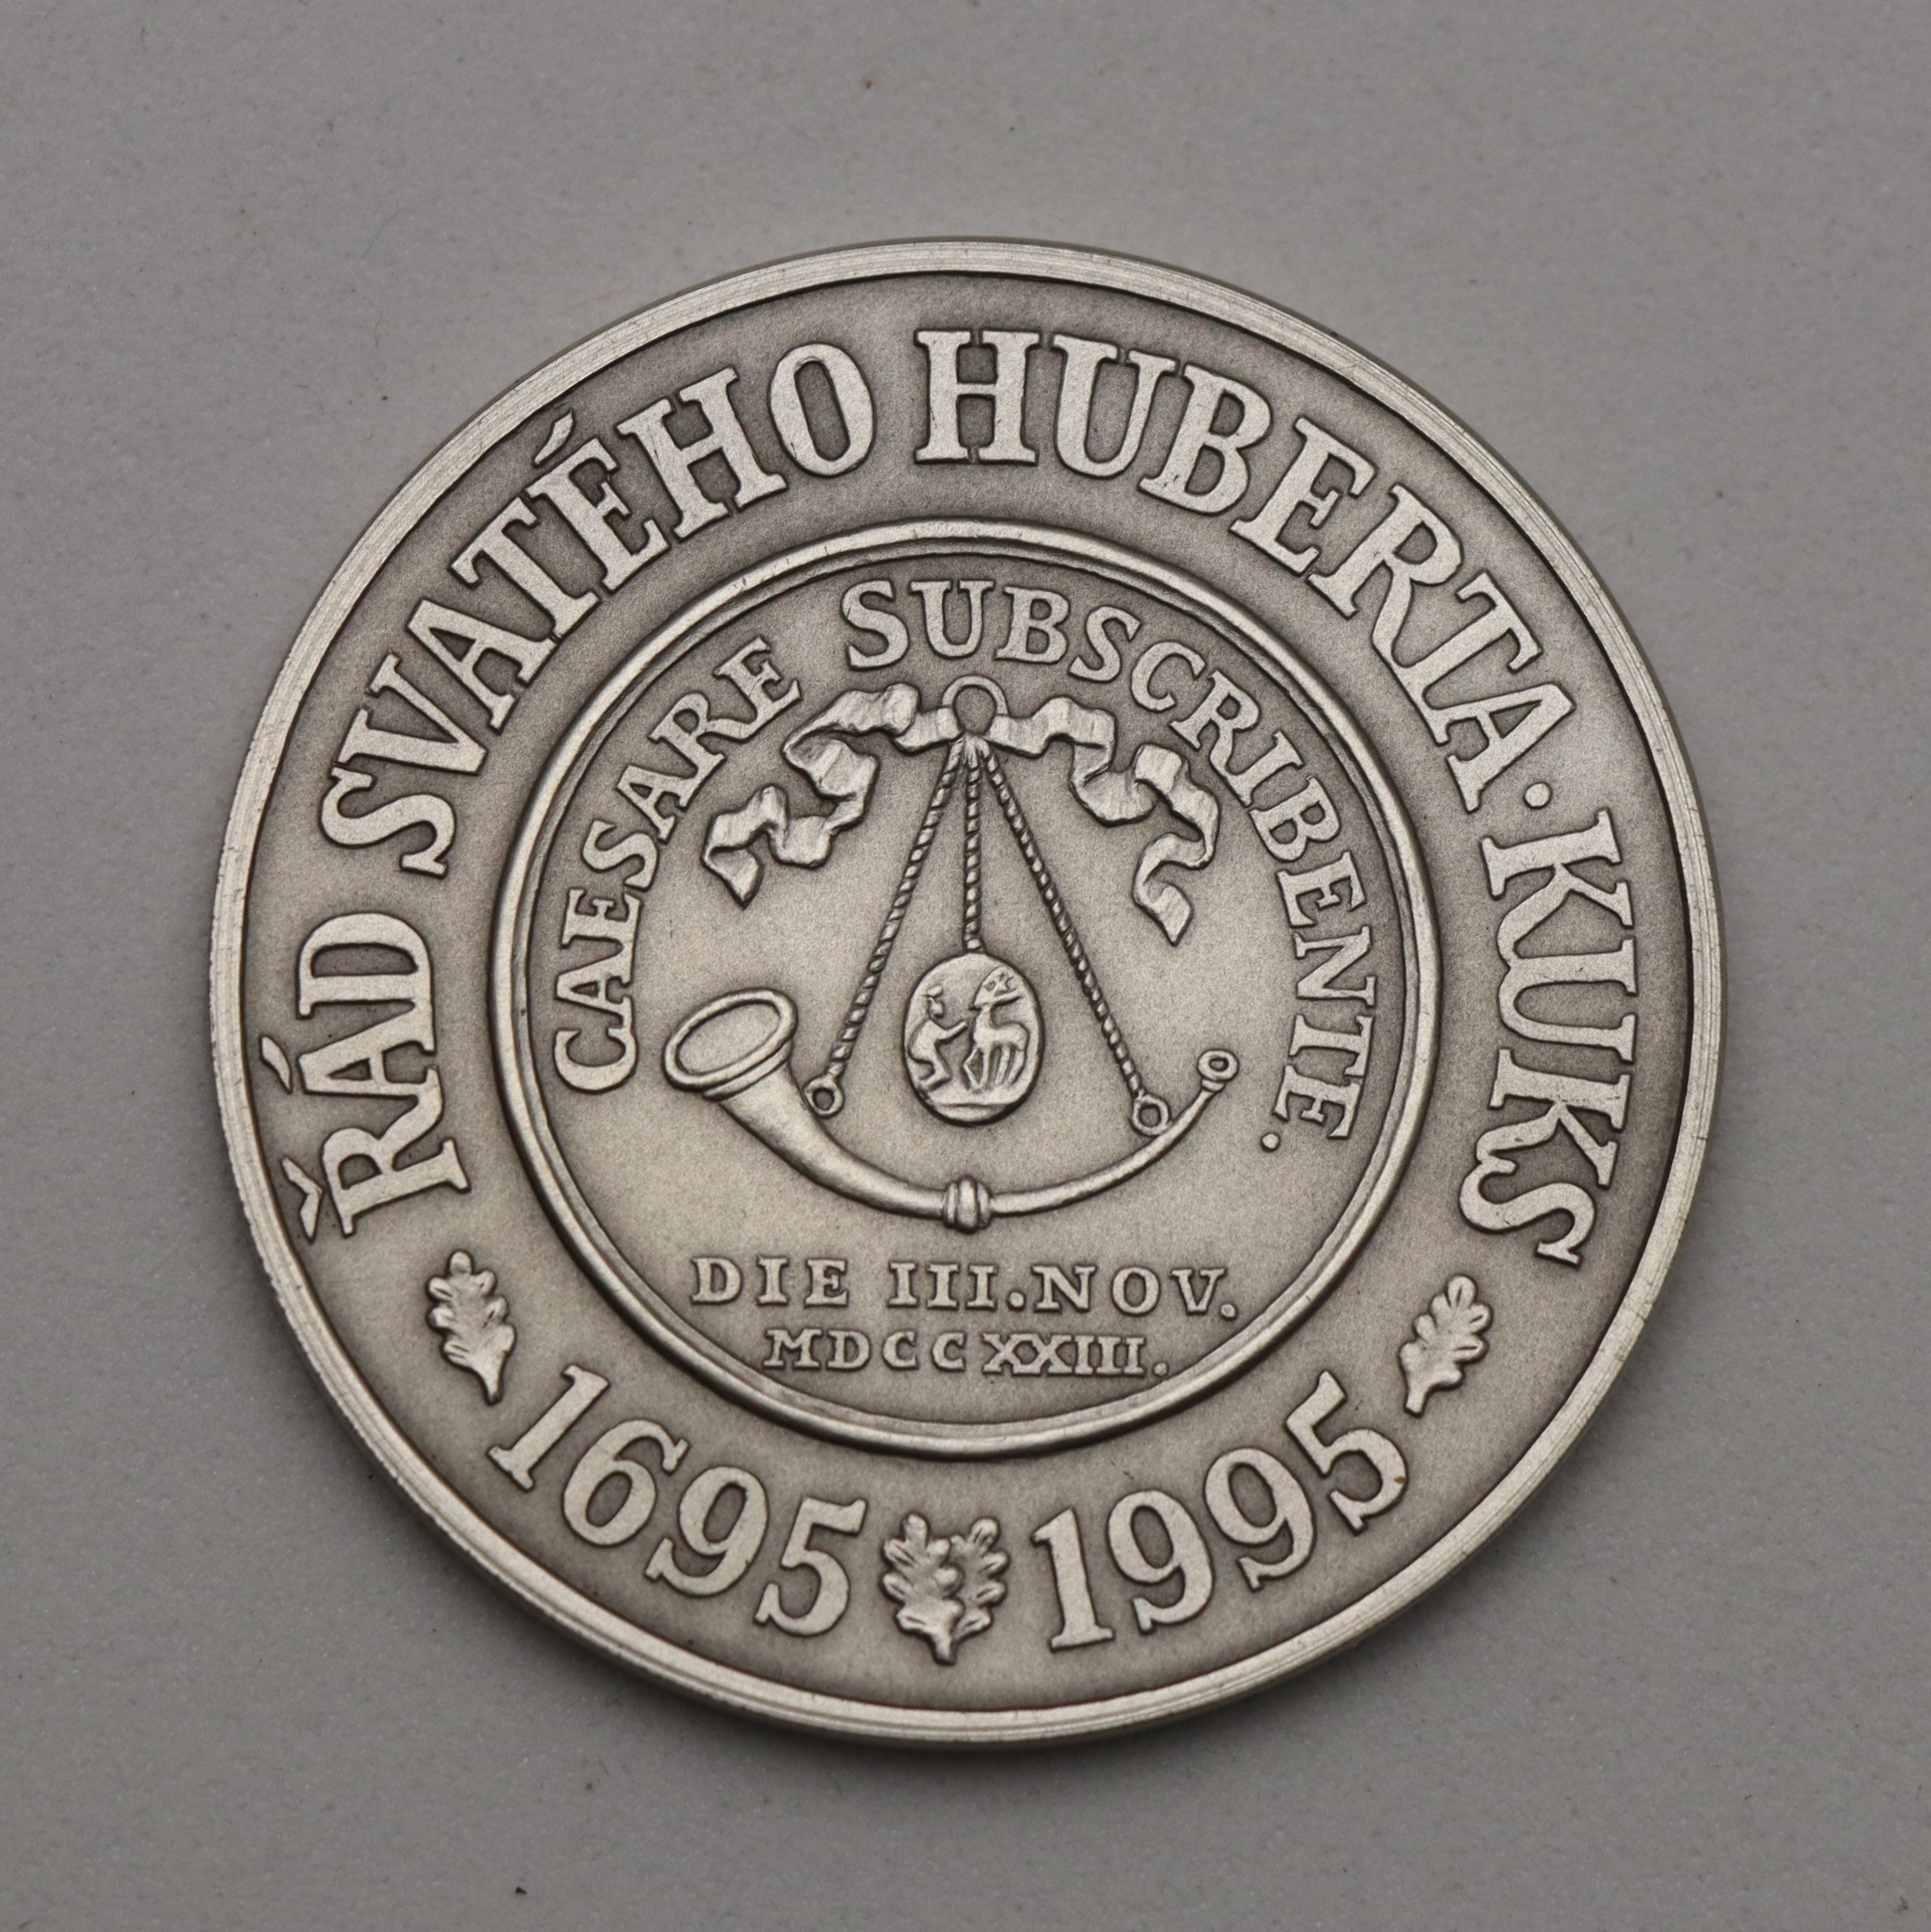 ŘÁD SVATÉHO HUBERTA · KUKS
1695 1995
CAESARE SUBSCRIBENTE.
DIE III.NOV.
MDCCXXIII.